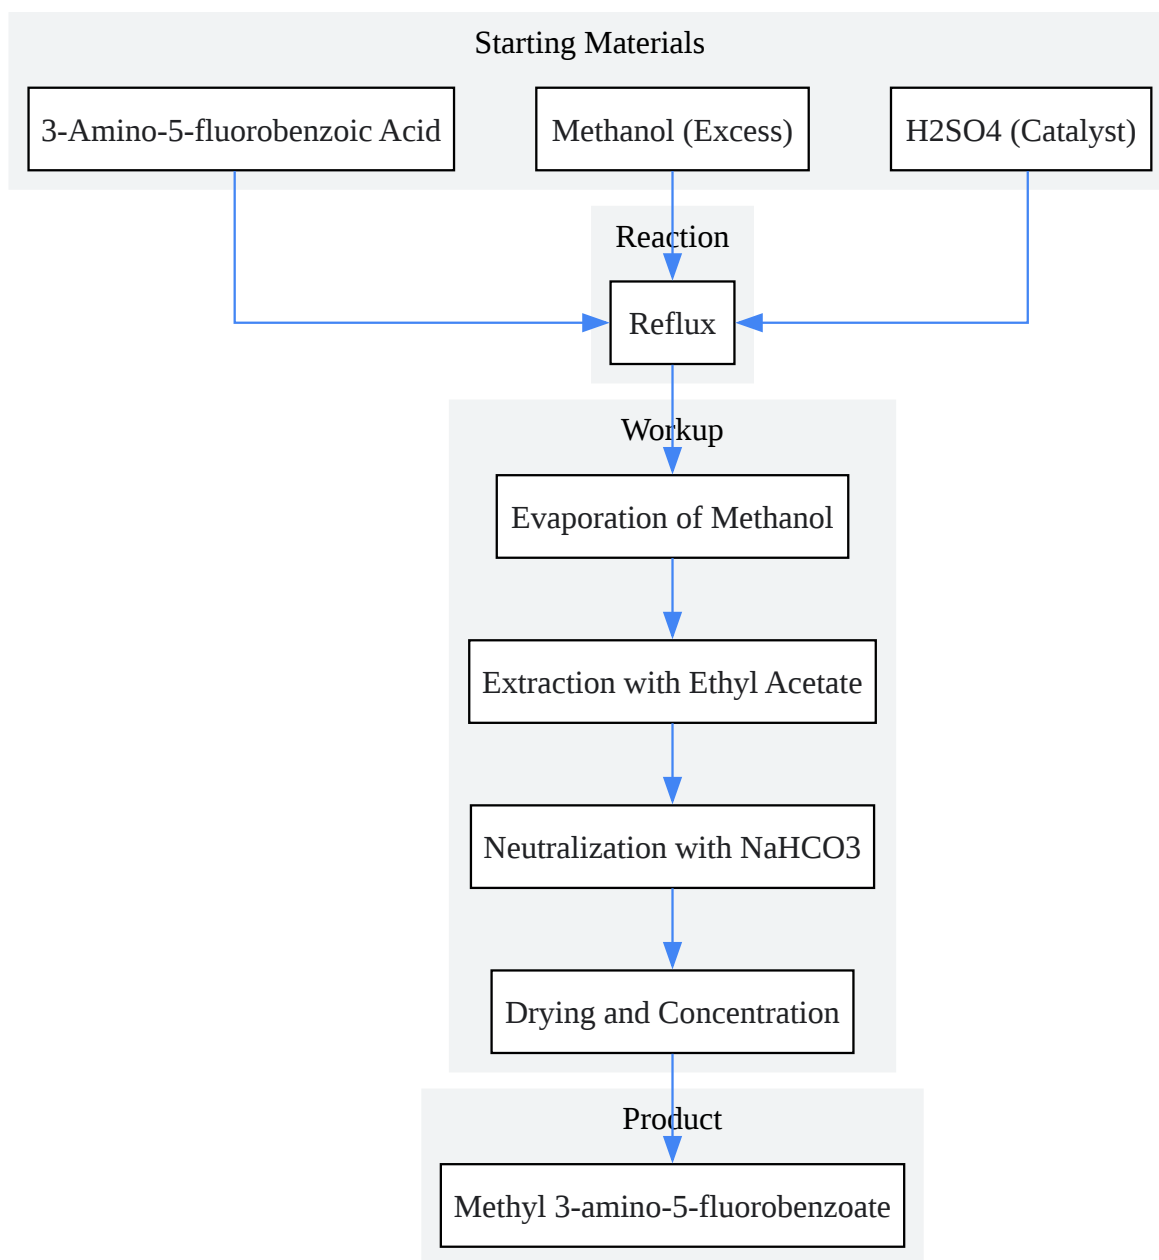 Starting Materials
3-Amino-5-fluorobenzoic Acid
Methanol (Excess)
H2SO4 (Catalyst)
Reaction
Reflux
Workup
Evaporation of Methanol
Extraction with Ethyl Acetate
Neutralization with NaHCO3
Drying and Concentration
Product
Methyl 3-amino-5-fluorobenzoate